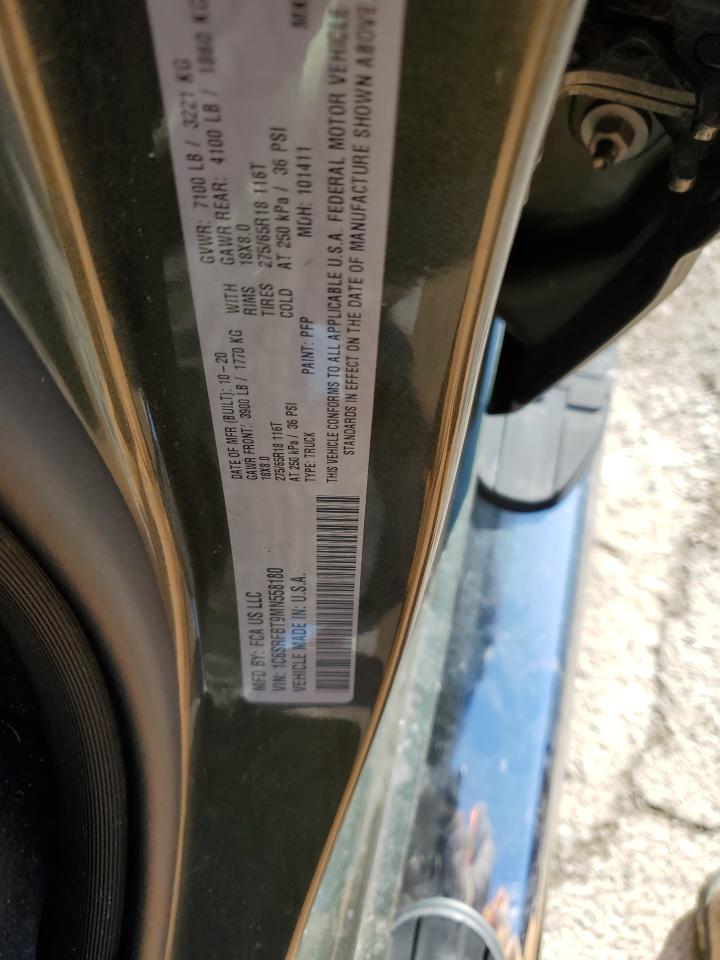 MFD BY: FCA US LLC
VIN: 1C6SRFBT9MN558180
VEHICLE MADE IN: U.S.A.
DATE OF MFR (BUILT): 10-20
GAWR FRONT: 3900 LB / 1770 KG
18X8.0
275/65R18 116T
AT 250 kPa / 36 PSI
TYPE: TRUCK
WITH
RIMS
TIRES
COLD
PAINT: PFP
GVWR: 7100 LB / 3221 KG
GAWR REAR: 4100 LB / 1860 KG
18X8.0
275/65R18 116T
AT 250 kPa / 36 PSI
MDH: 101411
THIS VEHICLE CONFORMS TO ALL APPLICABLE U.S.A. FEDERAL MOTOR VEHICLE
STANDARDS IN EFFECT ON THE DATE OF MANUFACTURE SHOWN ABOVE.